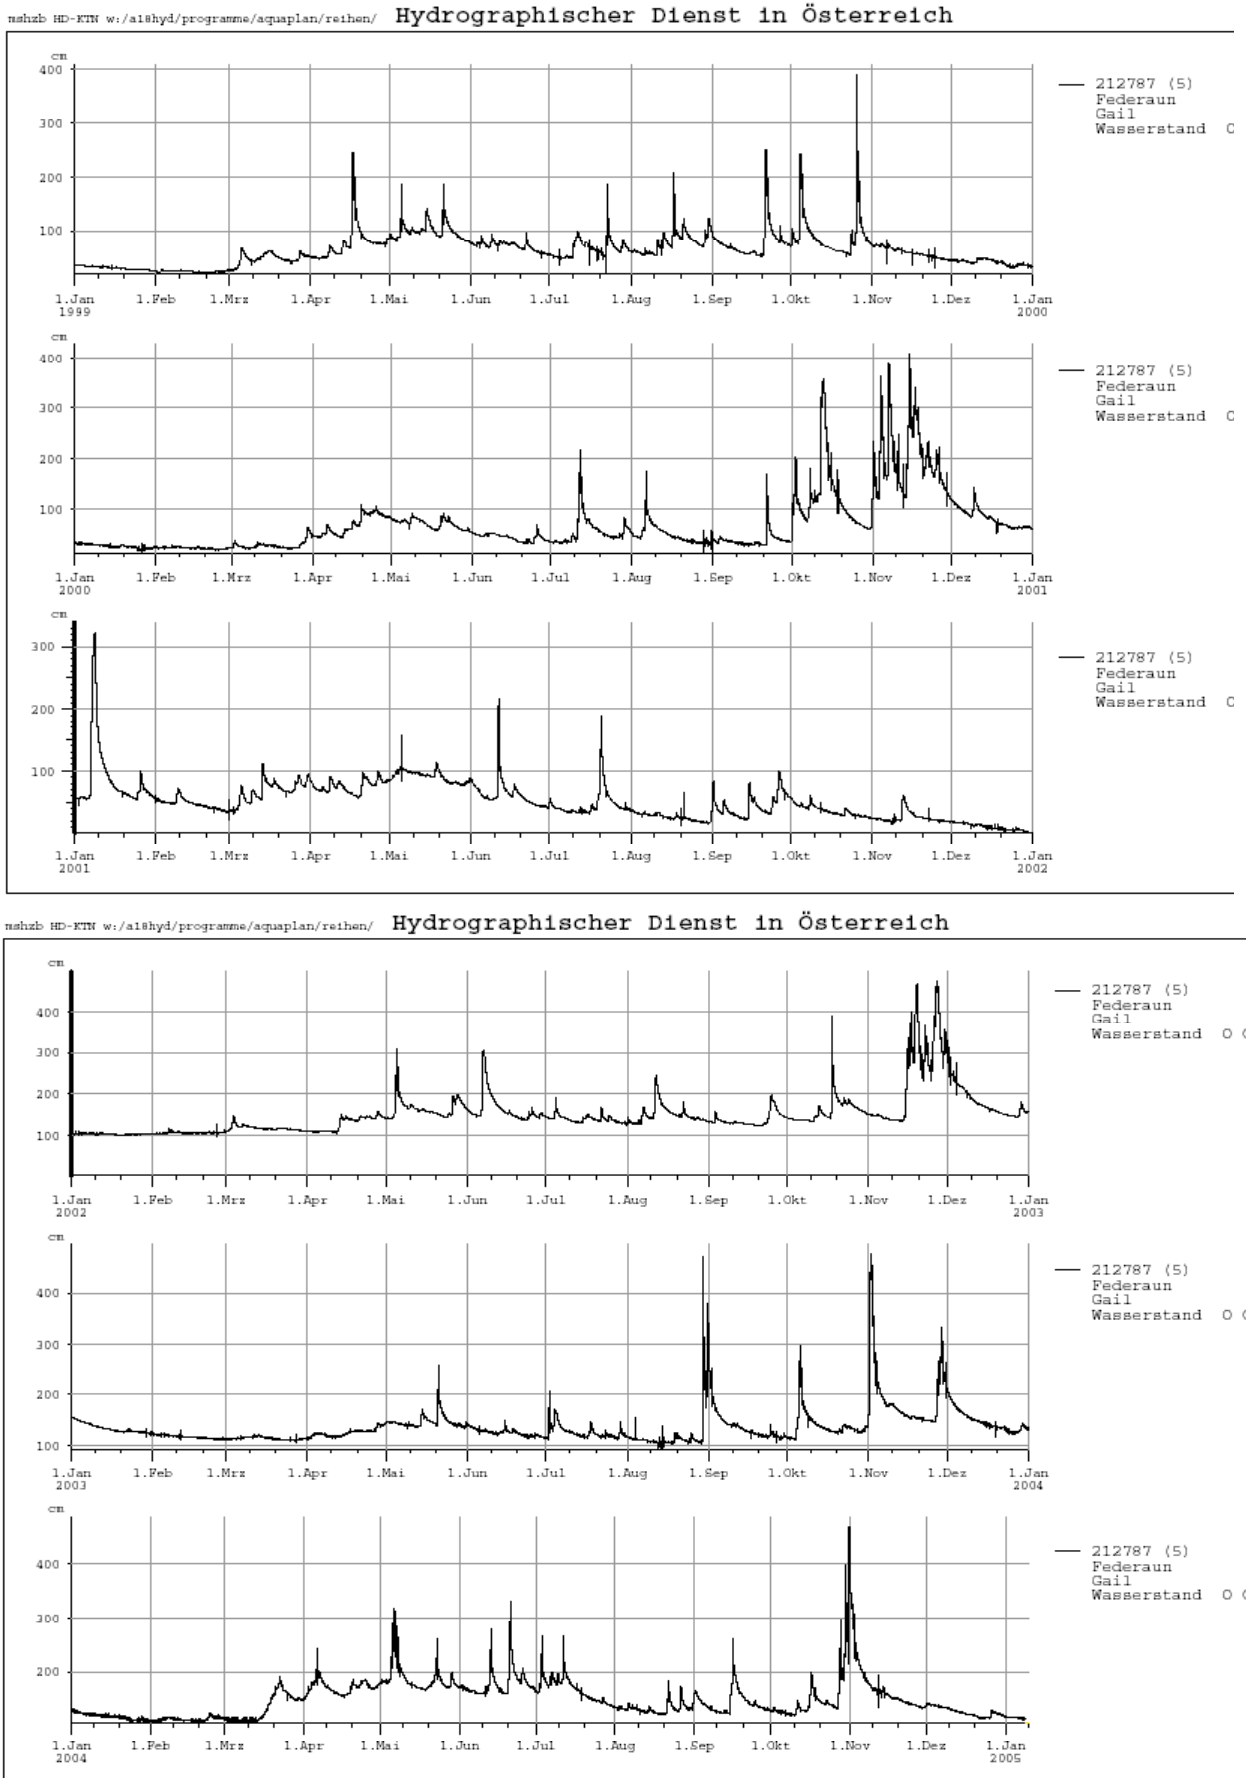 mshzb HD-KTN w:/a18hyd/programme/aquaplan/reihen/ Hydrographischer Dienst in Österreich
cm
400
300
200
100
1.Jan 1.Feb 1.Mrz 1.Apr 1.Mai 1.Jun 1.Jul 1.Aug 1.Sep 1.Okt 1.Nov 1.Dez 1.Jan
1999 2000
212787 (5)
Federaun
Gail
Wasserstand O
cm
400
300
200
100
1.Jan 1.Feb 1.Mrz 1.Apr 1.Mai 1.Jun 1.Jul 1.Aug 1.Sep 1.Okt 1.Nov 1.Dez 1.Jan
2000 2001
212787 (5)
Federaun
Gail
Wasserstand O
cm
300
200
100
1.Jan 1.Feb 1.Mrz 1.Apr 1.Mai 1.Jun 1.Jul 1.Aug 1.Sep 1.Okt 1.Nov 1.Dez 1.Jan
2001 2002
212787 (5)
Federaun
Gail
Wasserstand O
mshzb HD-KTN w:/a18hyd/programme/aquaplan/reihen/ Hydrographischer Dienst in Österreich
cm
400
300
200
100
1.Jan 1.Feb 1.Mrz 1.Apr 1.Mai 1.Jun 1.Jul 1.Aug 1.Sep 1.Okt 1.Nov 1.Dez 1.Jan
2002 2003
212787 (5)
Federaun
Gail
Wasserstand O
cm
400
300
200
100
1.Jan 1.Feb 1.Mrz 1.Apr 1.Mai 1.Jun 1.Jul 1.Aug 1.Sep 1.Okt 1.Nov 1.Dez 1.Jan
2003 2004
212787 (5)
Federaun
Gail
Wasserstand O
cm
400
300
200
1.Jan 1.Feb 1.Mrz 1.Apr 1.Mai 1.Jun 1.Jul 1.Aug 1.Sep 1.Okt 1.Nov 1.Dez 1.Jan
2004 2005
212787 (5)
Federaun
Gail
Wasserstand O